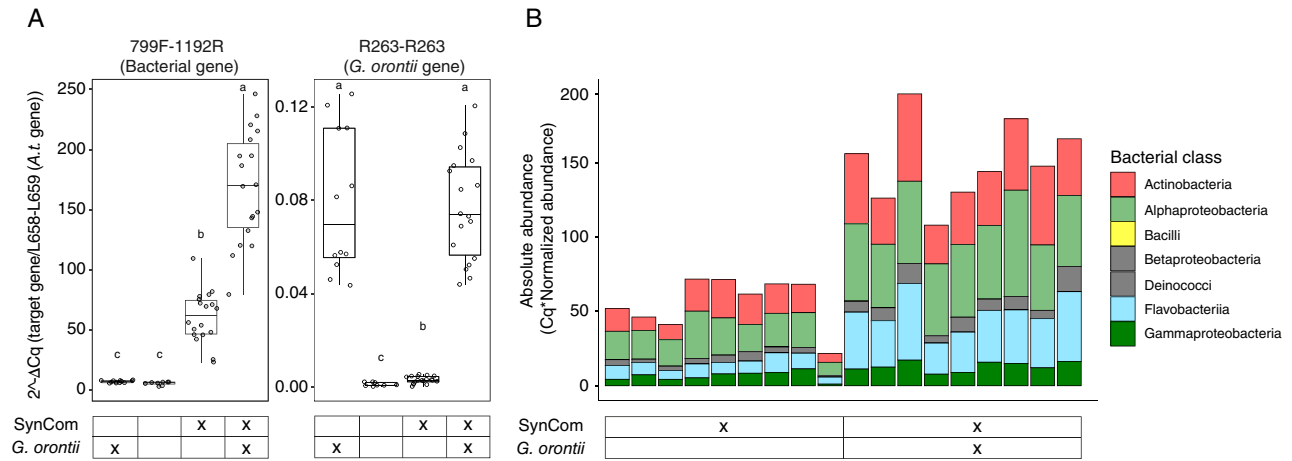 A
799F-1192R
(Bacterial gene)
R263-R263
(G. orontii gene)
2^-ΔCq (target gene/L658-L659 (A.t. gene))
250
200
150
100
50
0
c
c
b
a
0.12
0.08
0.04
0.00
a
c
b
a
SynCom
X
X
X
X
G. orontii
X
X
X
X
B
Absolute abundance
(Cq*Normalized abundance)
200
150
100
50
0
Bacterial class
Actinobacteria
Alphaproteobacteria
Bacilli
Betaproteobacteria
Deinococci
Flavobacteriia
Gammaproteobacteria
SynCom
X
X
G. orontii
X